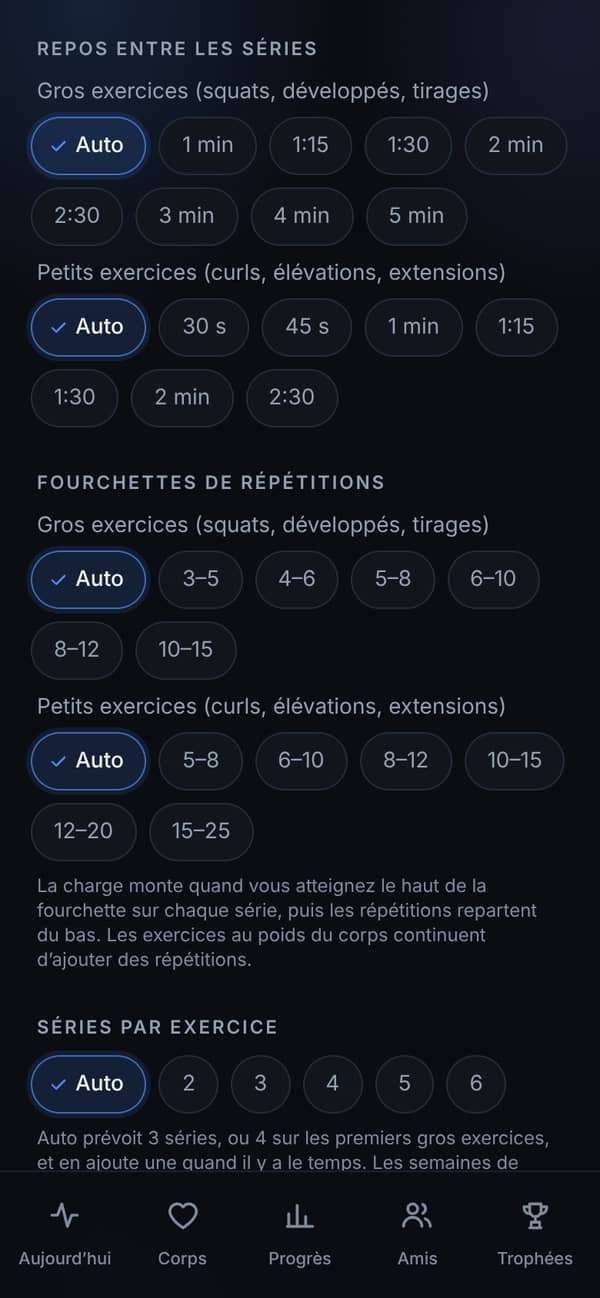 REPOS ENTRE LES SÉRIES
Gros exercices (squats, développés, tirages)
Auto 1 min 1:15 1:30 2 min
2:30 3 min 4 min 5 min
Petits exercices (curls, élévations, extensions)
Auto 30 s 45 s 1 min 1:15
1:30 2 min 2:30
FOURCHETTES DE RÉPÉTITIONS
Gros exercices (squats, développés, tirages)
Auto 3–5 4–6 5–8 6–10
8–12 10–15
Petits exercices (curls, élévations, extensions)
Auto 5–8 6–10 8–12 10–15
12–20 15–25
La charge monte quand vous atteignez le haut de la
fourchette sur chaque série, puis les répétitions repartent
du bas. Les exercices au poids du corps continuent
d’ajouter des répétitions.
SÉRIES PAR EXERCICE
Auto 2 3 4 5 6
Auto prévoit 3 séries, ou 4 sur les premiers gros exercices,
et en ajoute une quand il y a le temps. Les semaines de
Aujourd’hui Corps Progrès Amis Trophées